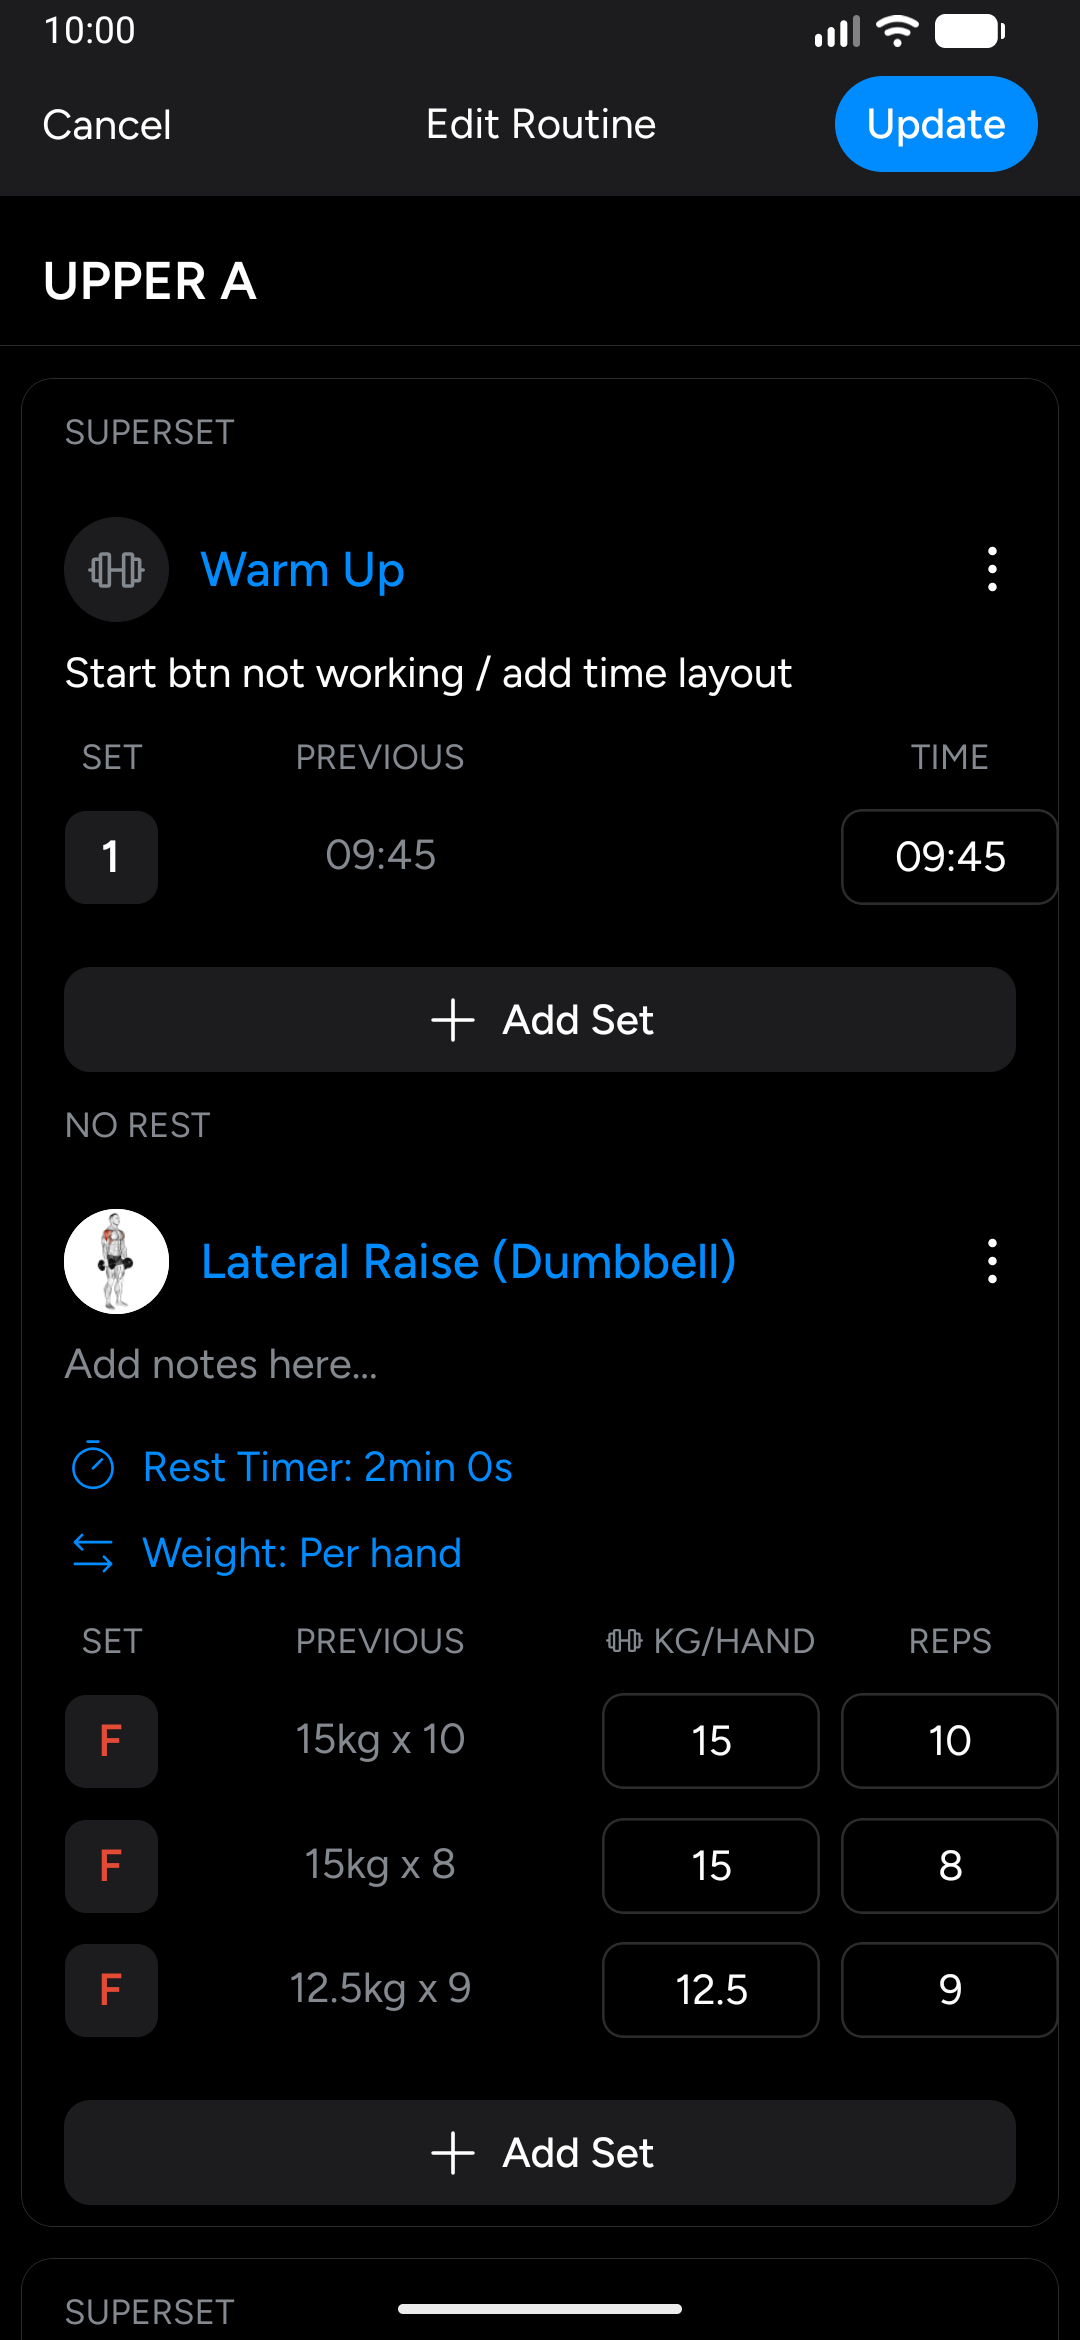 10:00
Cancel Edit Routine Update
UPPER A
SUPERSET
Warm Up
Start btn not working / add time layout
SET PREVIOUS TIME
1 09:45 09:45
Add Set
NO REST
Lateral Raise (Dumbbell)
Add notes here...
Rest Timer: 2min 0s
Weight: Per hand
SET PREVIOUS KG/HAND REPS
F 15kg x 10 15 10
F 15kg x 8 15 8
F 12.5kg x 9 12.5 9
Add Set
SUPERSET